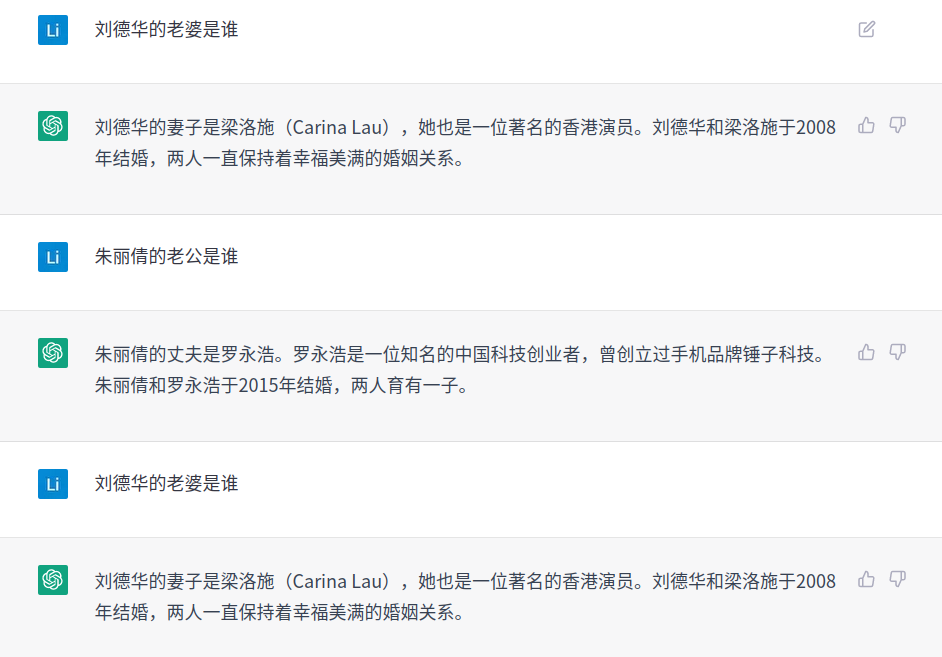 Li 刘德华的老婆是谁
刘德华的妻子是梁洛施（Carina Lau），她也是一位著名的香港演员。刘德华和梁洛施于2008
年结婚，两人一直保持着幸福美满的婚姻关系。
Li 朱丽倩的老公是谁
朱丽倩的丈夫是罗永浩。罗永浩是一位知名的中国科技创业者，曾创立过手机品牌锤子科技。
朱丽倩和罗永浩于2015年结婚，两人育有一子。
Li 刘德华的老婆是谁
刘德华的妻子是梁洛施（Carina Lau），她也是一位著名的香港演员。刘德华和梁洛施于2008
年结婚，两人一直保持着幸福美满的婚姻关系。